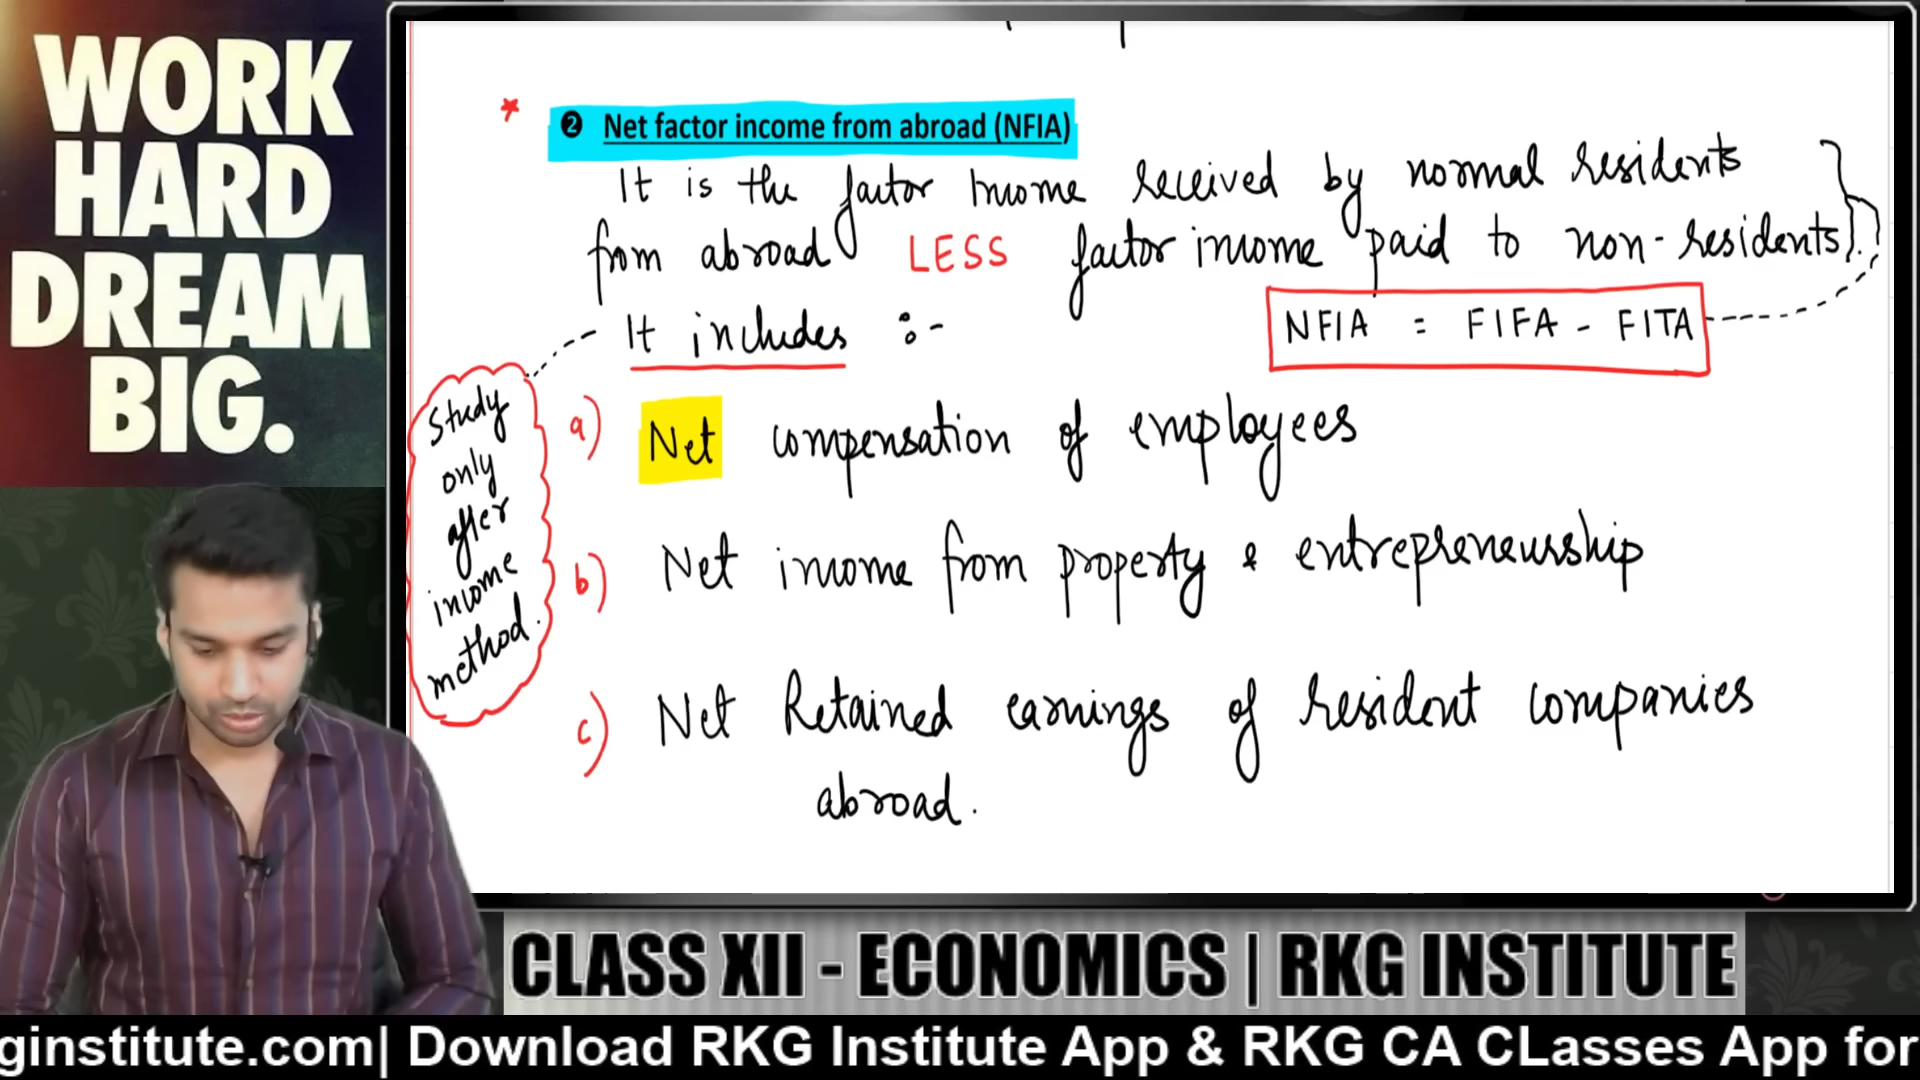 WORK
HARD
DREAM
BIG.
❷ Net factor income from abroad (NFIA)
It is the factor Income received by normal residents
from abroad LESS factor income paid to non-residents.
It includes :-
NFIA = FIFA - FITA
Study
only
after
income
method.
a) Net compensation of employees
b) Net income from property & entrepreneurship
c) Net Retained earnings of resident companies
abroad.
CLASS XII - ECONOMICS | RKG INSTITUTE
ginstitute.com| Download RKG Institute App & RKG CA CLasses App for